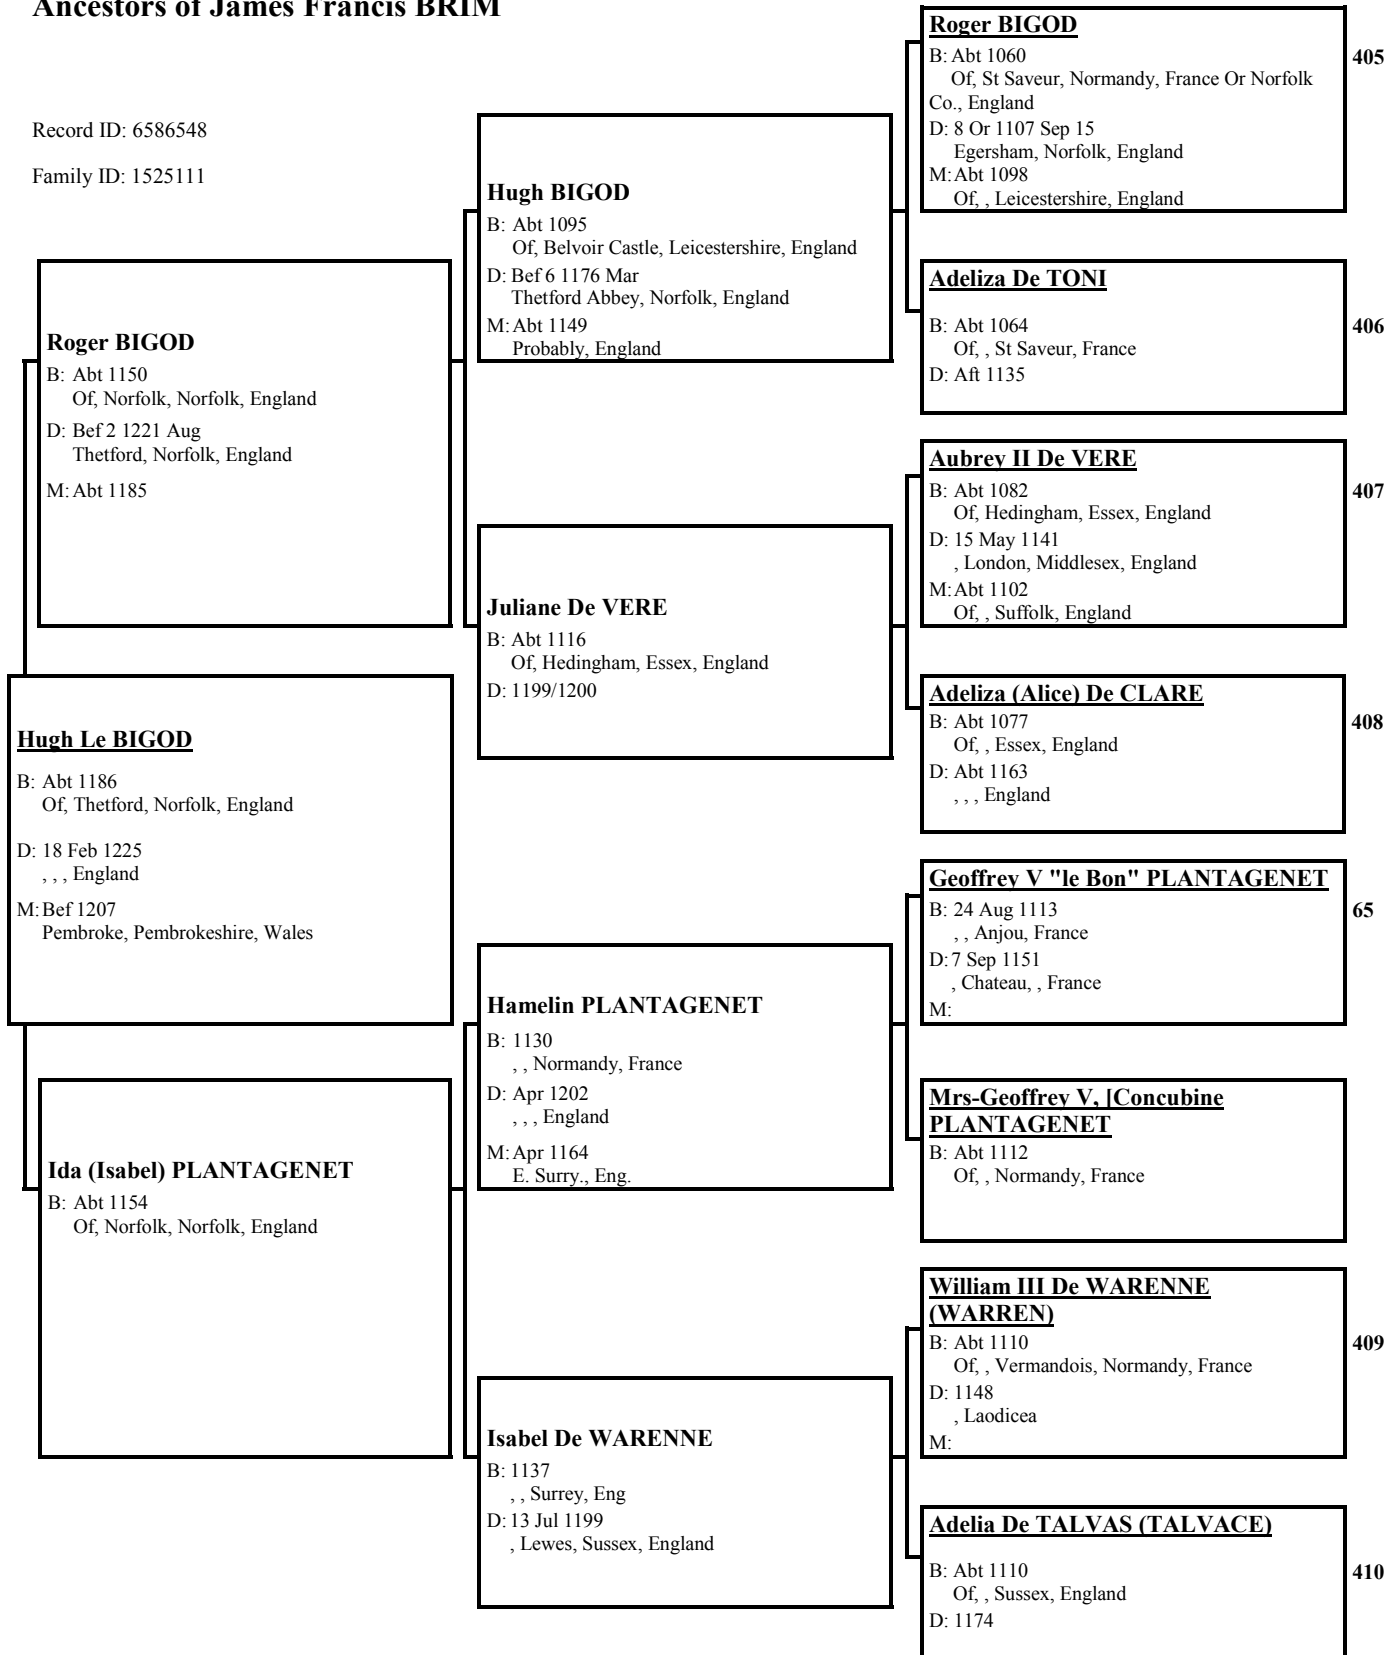 Ancestors of James Francis BRIM
Record ID: 6586548
Family ID: 1525111
Hugh Le BIGOD
B: Abt 1186
Of, Thetford, Norfolk, England
D: 18 Feb 1225
, , , England
M: Bef 1207
Pembroke, Pembrokeshire, Wales
Roger BIGOD
B: Abt 1150
Of, Norfolk, Norfolk, England
D: Bef 2 1221 Aug
Thetford, Norfolk, England
M: Abt 1185
Ida (Isabel) PLANTAGENET
B: Abt 1154
Of, Norfolk, Norfolk, England
Hugh BIGOD
B: Abt 1095
Of, Belvoir Castle, Leicestershire, England
D: Bef 6 1176 Mar
Thetford Abbey, Norfolk, England
M: Abt 1149
Probably, England
Juliane De VERE
B: Abt 1116
Of, Hedingham, Essex, England
D: 1199/1200
Hamelin PLANTAGENET
B: 1130
, , Normandy, France
D: Apr 1202
, , , England
M: Apr 1164
E. Surry., Eng.
Isabel De WARENNE
B: 1137
, , Surrey, Eng
D: 13 Jul 1199
, Lewes, Sussex, England
Roger BIGOD
B: Abt 1060
Of, St Saveur, Normandy, France Or Norfolk
Co., England
D: 8 Or 1107 Sep 15
Egersham, Norfolk, England
M: Abt 1098
Of, , Leicestershire, England
405
Adeliza De TONI
B: Abt 1064
Of, , St Saveur, France
D: Aft 1135
406
Aubrey II De VERE
B: Abt 1082
Of, Hedingham, Essex, England
D: 15 May 1141
, London, Middlesex, England
M: Abt 1102
Of, , Suffolk, England
407
Adeliza (Alice) De CLARE
B: Abt 1077
Of, , Essex, England
D: Abt 1163
, , , England
408
Geoffrey V "le Bon" PLANTAGENET
B: 24 Aug 1113
, , Anjou, France
D: 7 Sep 1151
, Chateau, , France
M:
65
Mrs-Geoffrey V, [Concubine
PLANTAGENET
B: Abt 1112
Of, , Normandy, France
William III De WARENNE
(WARREN)
B: Abt 1110
Of, , Vermandois, Normandy, France
D: 1148
, Laodicea
M:
409
Adelia De TALVAS (TALVACE)
B: Abt 1110
Of, , Sussex, England
D: 1174
410